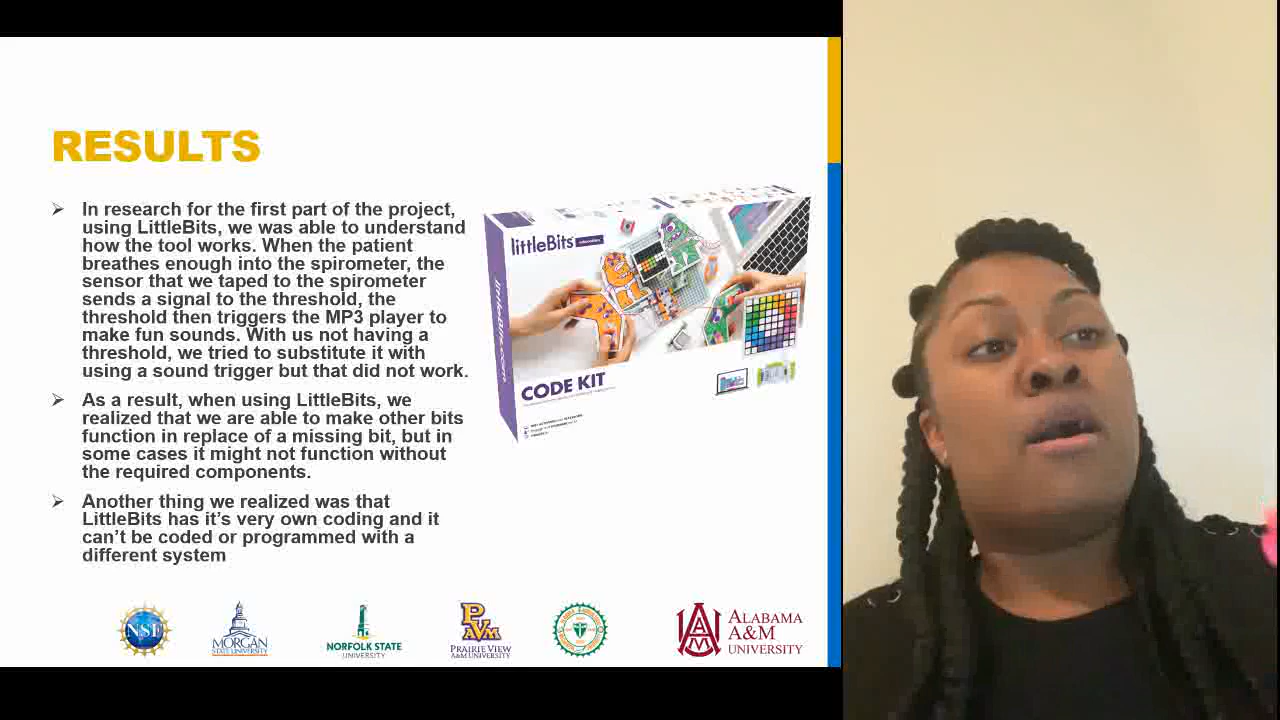 RESULTS
➢ In research for the first part of the project,
using LittleBits, we was able to understand
how the tool works. When the patient
breathes enough into the spirometer, the
sensor that we taped to the spirometer
sends a signal to the threshold, the
threshold then triggers the MP3 player to
make fun sounds. With us not having a
threshold, we tried to substitute it with
using a sound trigger but that did not work.
➢ As a result, when using LittleBits, we
realized that we are able to make other bits
function in replace of a missing bit, but in
some cases it might not function without
the required components.
➢ Another thing we realized was that
LittleBits has it's very own coding and it
can't be coded or programmed with a
different system
littleBits education
CODE KIT
NSF
MORGAN
STATE UNIVERSITY
NORFOLK STATE
UNIVERSITY
PVAM
PRAIRIE VIEW
A&M UNIVERSITY
AAM
ALABAMA
A&M
UNIVERSITY